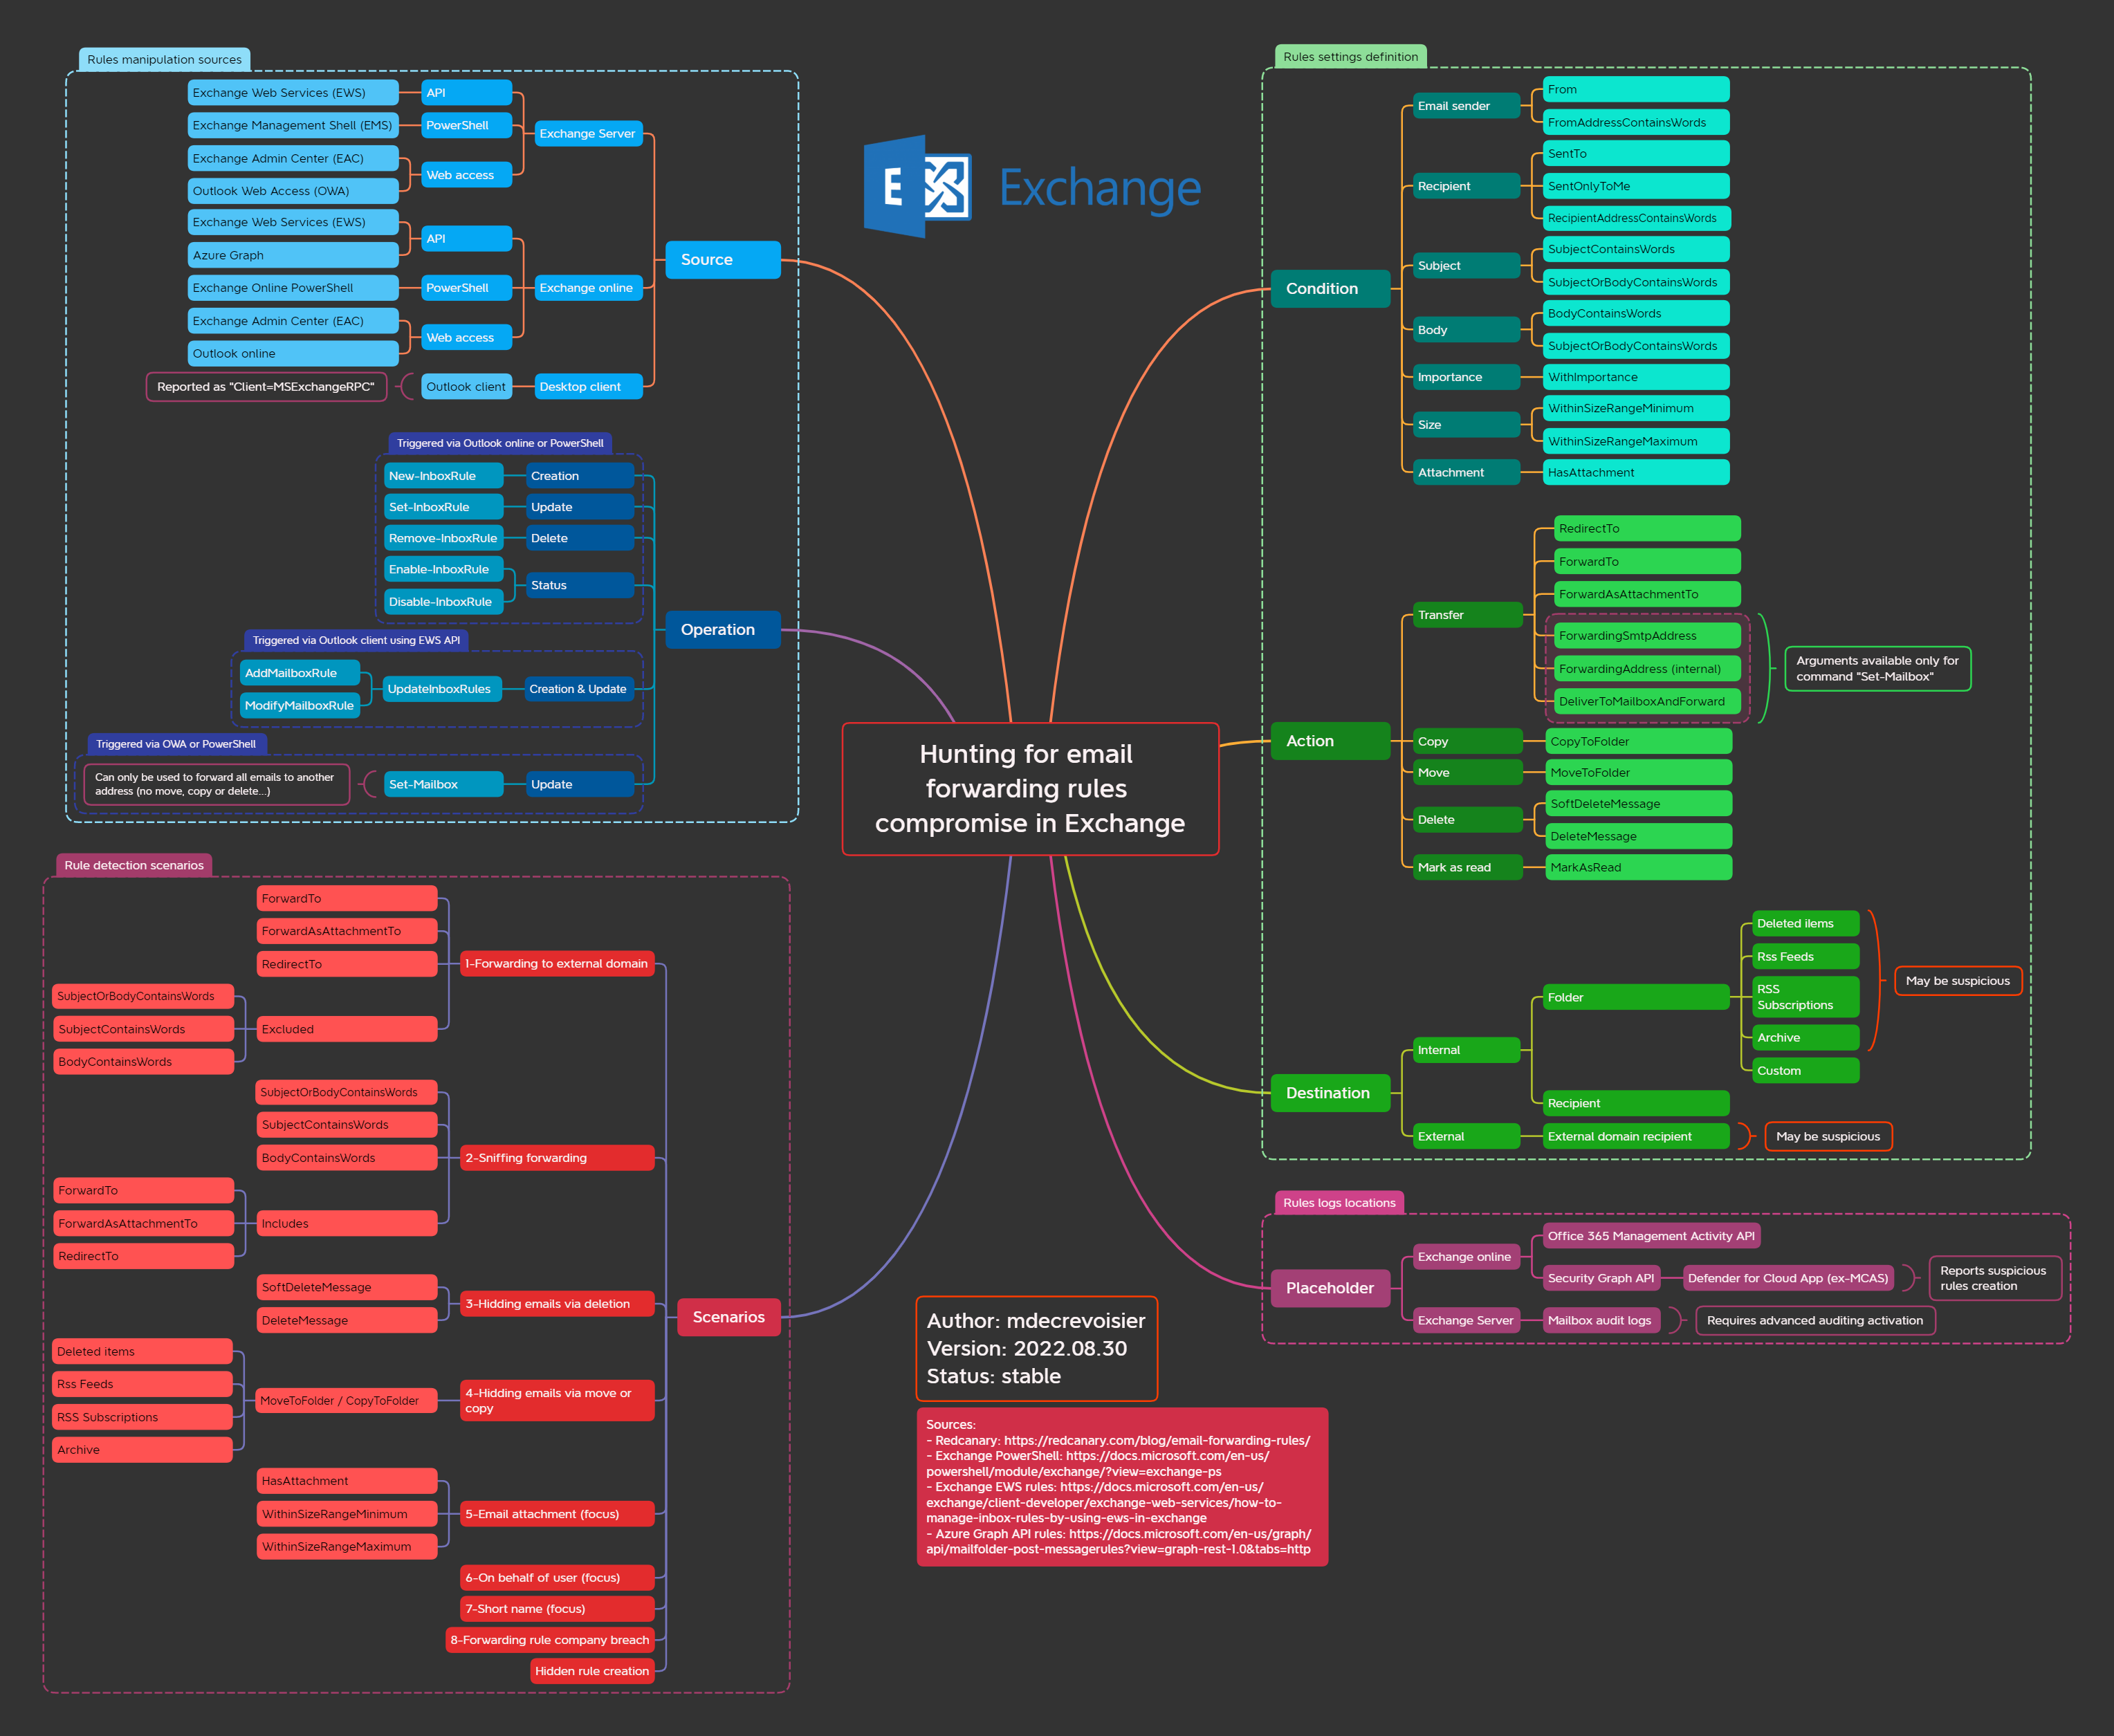 Rules manipulation sources
Exchange Web Services (EWS)
API
Exchange Management Shell (EMS)
PowerShell
Exchange Server
Exchange Admin Center (EAC)
Web access
Outlook Web Access (OWA)
Exchange Web Services (EWS)
API
Azure Graph
Source
Exchange Online PowerShell
PowerShell
Exchange online
Exchange Admin Center (EAC)
Web access
Outlook online
Reported as "Client=MSExchangeRPC"
Outlook client
Desktop client
Triggered via Outlook online or PowerShell
New-InboxRule
Creation
Set-InboxRule
Update
Remove-InboxRule
Delete
Enable-InboxRule
Status
Disable-InboxRule
Operation
Triggered via Outlook client using EWS API
AddMailboxRule
UpdateInboxRules
Creation & Update
ModifyMailboxRule
Triggered via OWA or PowerShell
Can only be used to forward all emails to another
address (no move, copy or delete...)
Set-Mailbox
Update
Exchange
Hunting for email
forwarding rules
compromise in Exchange
Rules settings definition
Condition
Email sender
From
FromAddressContainsWords
Recipient
SentTo
SentOnlyToMe
RecipientAddressContainsWords
Subject
SubjectContainsWords
SubjectOrBodyContainsWords
Body
BodyContainsWords
SubjectOrBodyContainsWords
Importance
WithImportance
Size
WithinSizeRangeMinimum
WithinSizeRangeMaximum
Attachment
HasAttachment
Action
Transfer
RedirectTo
ForwardTo
ForwardAsAttachmentTo
ForwardingSmtpAddress
ForwardingAddress (internal)
DeliverToMailboxAndForward
Arguments available only for
command "Set-Mailbox"
Copy
CopyToFolder
Move
MoveToFolder
Delete
SoftDeleteMessage
DeleteMessage
Mark as read
MarkAsRead
Destination
Internal
Folder
Deleted ilems
Rss Feeds
RSS
Subscriptions
Archive
Custom
May be suspicious
Recipient
External
External domain recipient
May be suspicious
Rules logs locations
Placeholder
Exchange online
Office 365 Management Activity API
Security Graph API
Defender for Cloud App (ex-MCAS)
Reports suspicious
rules creation
Exchange Server
Mailbox audit logs
Requires advanced auditing activation
Rule detection scenarios
ForwardTo
ForwardAsAttachmentTo
RedirectTo
1-Forwarding to external domain
SubjectOrBodyContainsWords
SubjectContainsWords
Excluded
BodyContainsWords
SubjectOrBodyContainsWords
SubjectContainsWords
BodyContainsWords
2-Sniffing forwarding
ForwardTo
ForwardAsAttachmentTo
Includes
RedirectTo
SoftDeleteMessage
3-Hidding emails via deletion
DeleteMessage
Scenarios
Deleted items
Rss Feeds
MoveToFolder / CopyToFolder
4-Hidding emails via move or
copy
RSS Subscriptions
Archive
HasAttachment
WithinSizeRangeMinimum
5-Email attachment (focus)
WithinSizeRangeMaximum
6-On behalf of user (focus)
7-Short name (focus)
8-Forwarding rule company breach
Hidden rule creation
Author: mdecrevoisier
Version: 2022.08.30
Status: stable
Sources:
- Redcanary: https://redcanary.com/blog/email-forwarding-rules/
- Exchange PowerShell: https://docs.microsoft.com/en-us/
powershell/module/exchange/?view=exchange-ps
- Exchange EWS rules: https://docs.microsoft.com/en-us/
exchange/client-developer/exchange-web-services/how-to-
manage-inbox-rules-by-using-ews-in-exchange
- Azure Graph API rules: https://docs.microsoft.com/en-us/graph/
api/mailfolder-post-messagerules?view=graph-rest-1.0&tabs=http